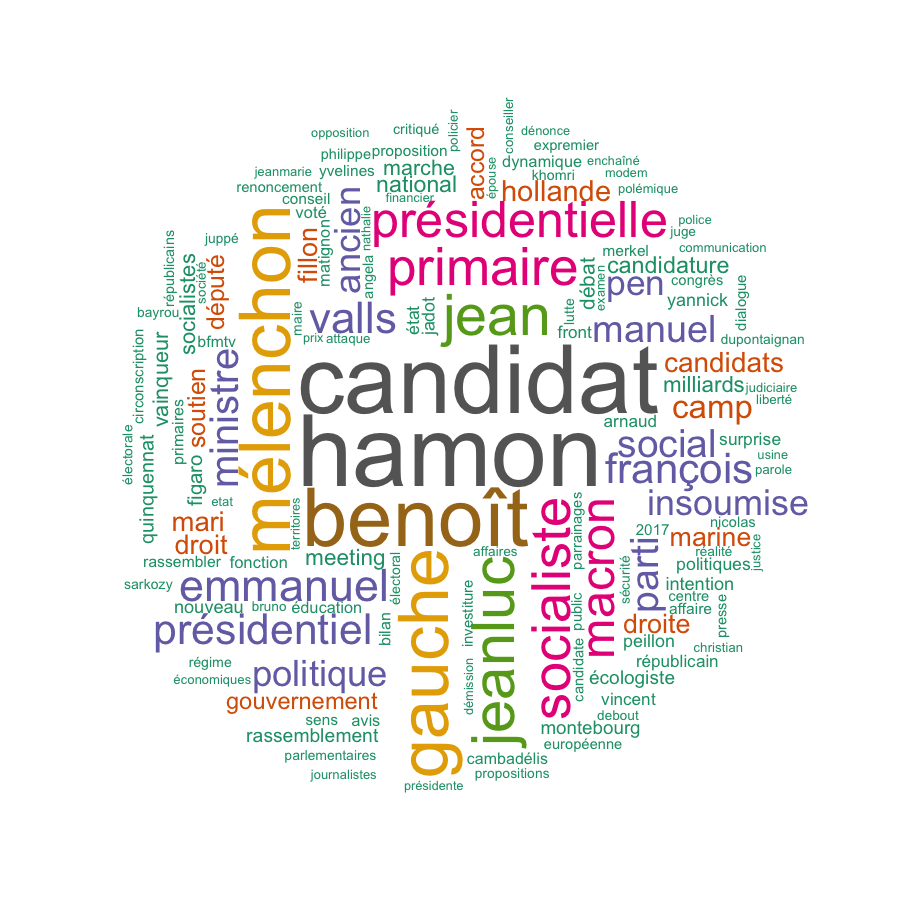 conseiller
policier
critiqué
opposition
dénonce
expremier
philippe
proposition
accord
dynamique
enchaîné
jeanmarie
yvelines
marche
khomri
modem
renoncement
national
épouse
hollande
polémique
conseil
financier
voté
ancien
nathalie
présidentielle
police
juge
juppé
fillon
matignon
républicains
socialistes
société
député
mélenchon
angela
primaire
débat
examen
merkel
communication
candidature
congrès
pen
yannick
dialogue
bayrou
maire
valls
état
jadot
jean
lutte
front
manuel
dupontaignan
bfmtv
prix
attaque
circonscription
vainqueur
ministre
candidat
candidats
milliards
judiciaire
liberté
primaires
soutien
camp
arnaud
hamon
social
surprise
usine
électorale
quinquennat
figaro
françois
parole
etat
territoires
benoît
socialiste
parrainages
macron
insoumise
mari
droit
2017
marine
nicolas
parti
réalité
justice
rassembler
fonction
meeting
électoral
affaires
gauche
jeanluc
sécurité
politiques
sarkozy
emmanuel
investiture
public
intention
centre
affaire
presse
nouveau
bruno
éducation
bilan
droite
présidentiel
peillon
christian
régime
économiques
politique
démission
candidate
républicain
écologiste
gouvernement
vincent
sens
avis
debout
rassemblement
montebourg
européenne
parlementaires
cambadélis
journalistes
propositions
présidente